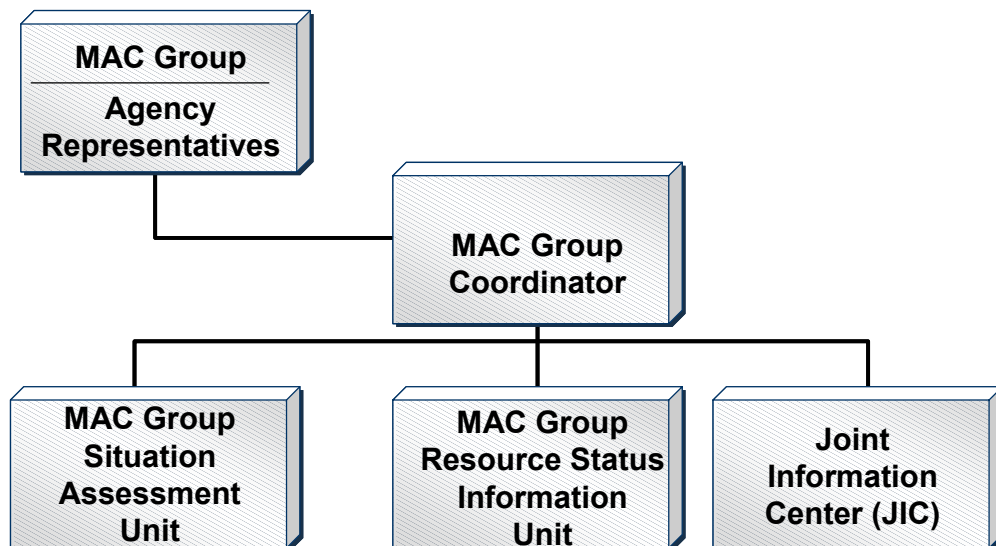 MAC Group
Agency
Representatives
MAC Group
Coordinator
MAC Group
Situation
Assessment
Unit
MAC Group
Resource Status
Information
Unit
Joint
Information
Center (JIC)